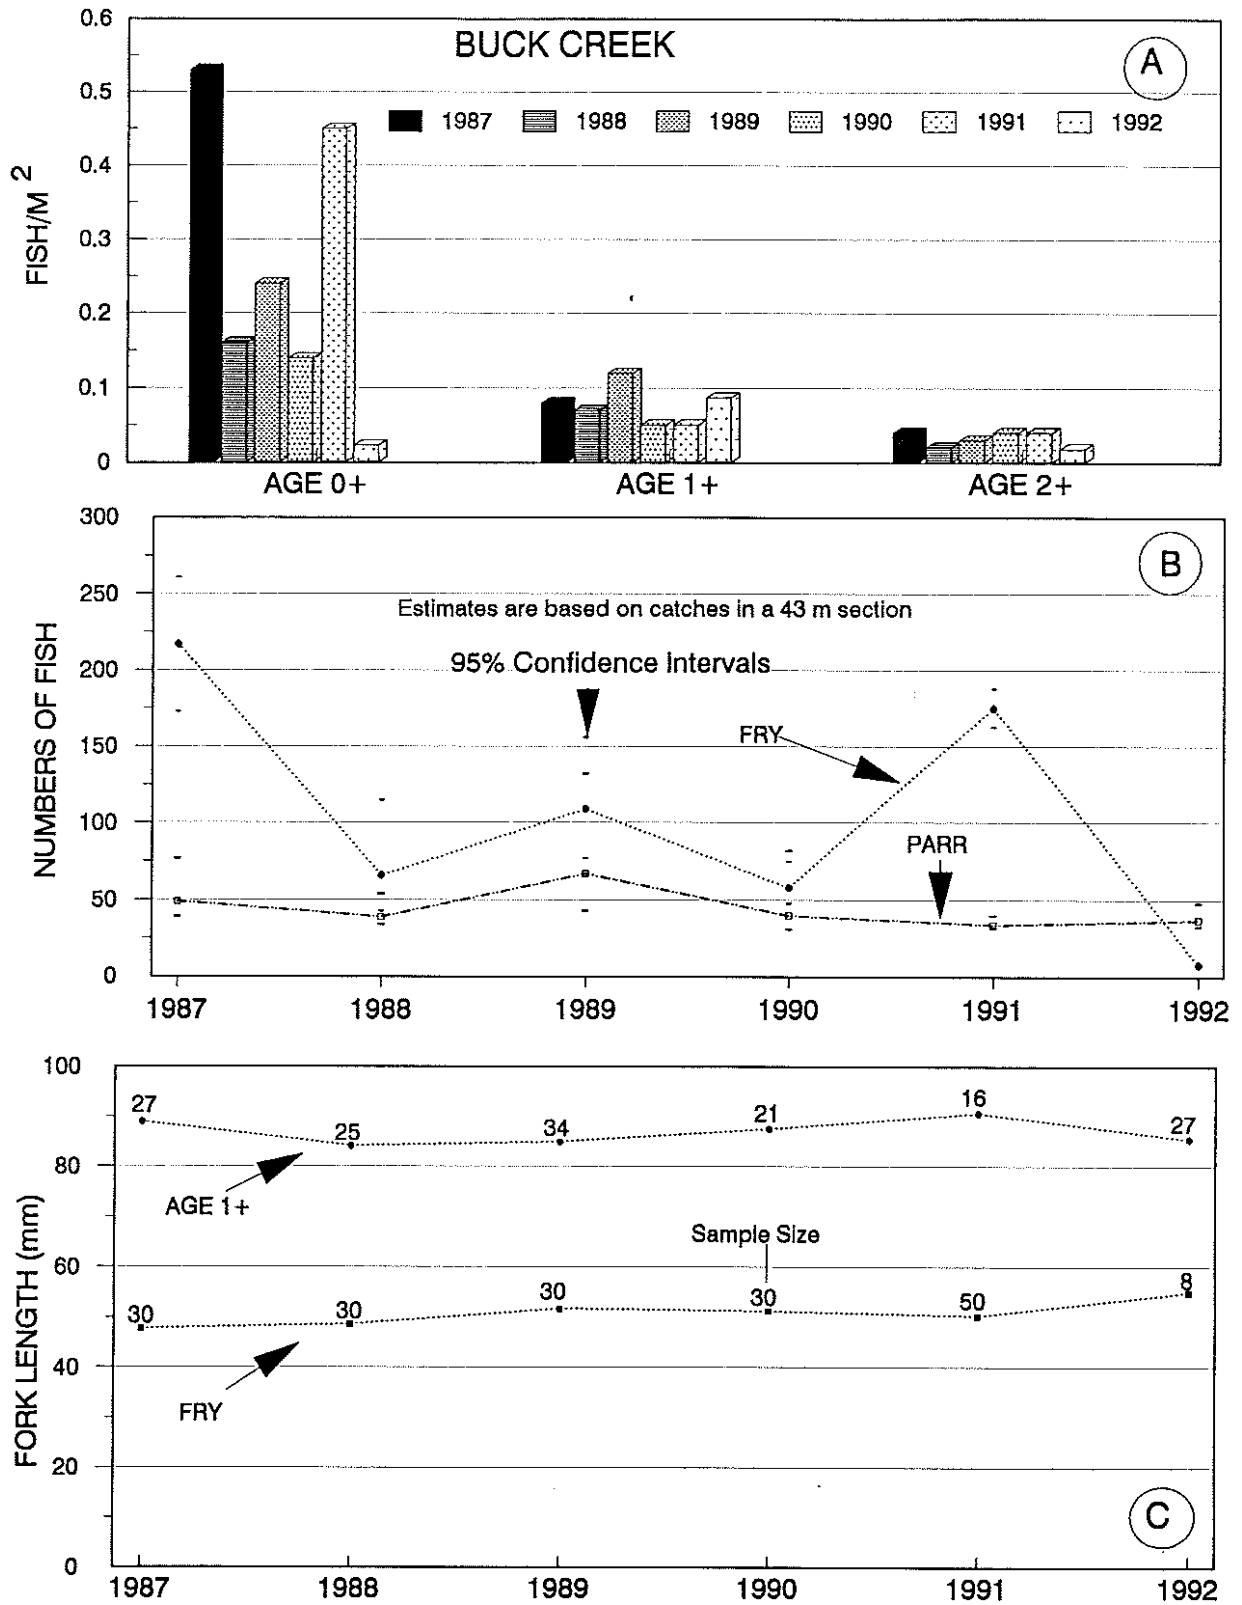 BUCK CREEK
A
0.6
0.5
0.4
0.3
0.2
0.1
0
FISH/M 2
1987 1988 1989 1990 1991 1992
AGE 0+ AGE 1+ AGE 2+
B
300
250
200
150
100
50
0
NUMBERS OF FISH
Estimates are based on catches in a 43 m section
95% Confidence Intervals
FRY
PARR
1987 1988 1989 1990 1991 1992
100
80
60
40
20
0
FORK LENGTH (mm)
27 25 34 21 16 27
AGE 1+
Sample Size
30 30 30 30 50 8
FRY
C
1987 1988 1989 1990 1991 1992